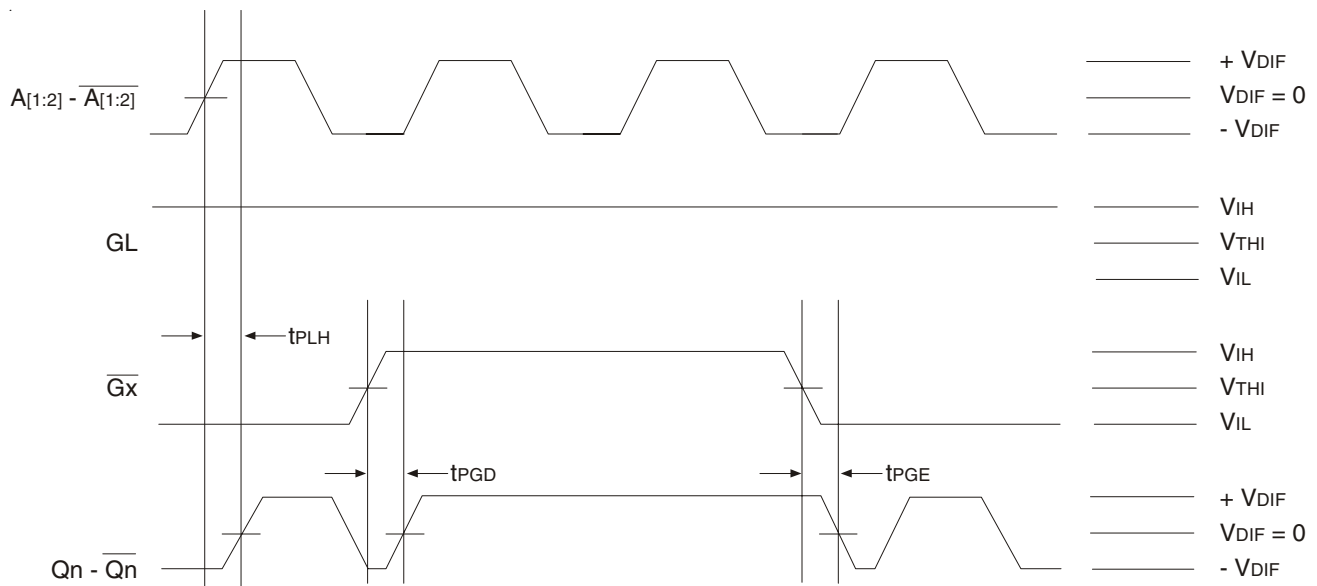 A[1:2] - A[1:2]
+ VDIF
VDIF = 0
- VDIF
GL
VIH
VTHI
VIL
tPLH
Gx
VIH
VTHI
VIL
tPGD
tPGE
Qn - Qn
+ VDIF
VDIF = 0
- VDIF